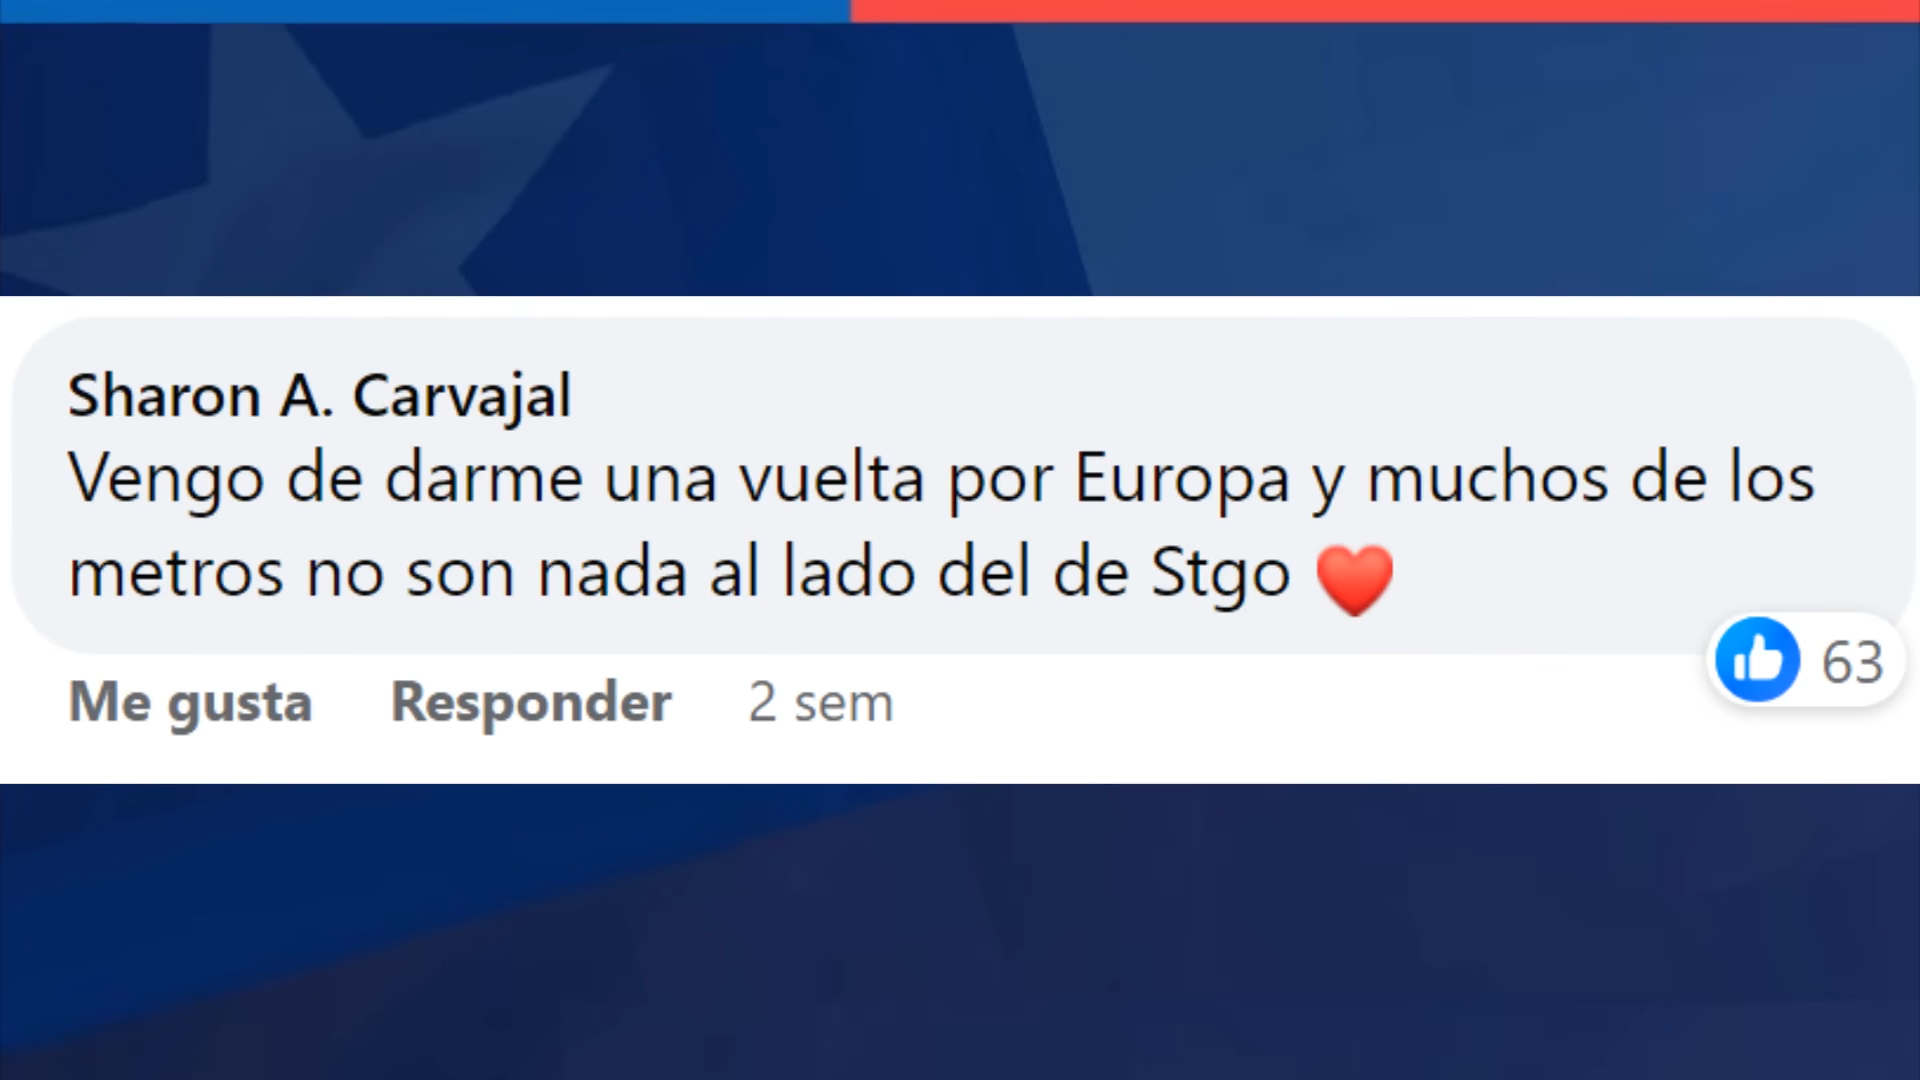 Sharon A. Carvajal
Vengo de darme una vuelta por Europa y muchos de los
metros no son nada al lado del de Stgo ❤️
63
Me gusta Responder 2 sem